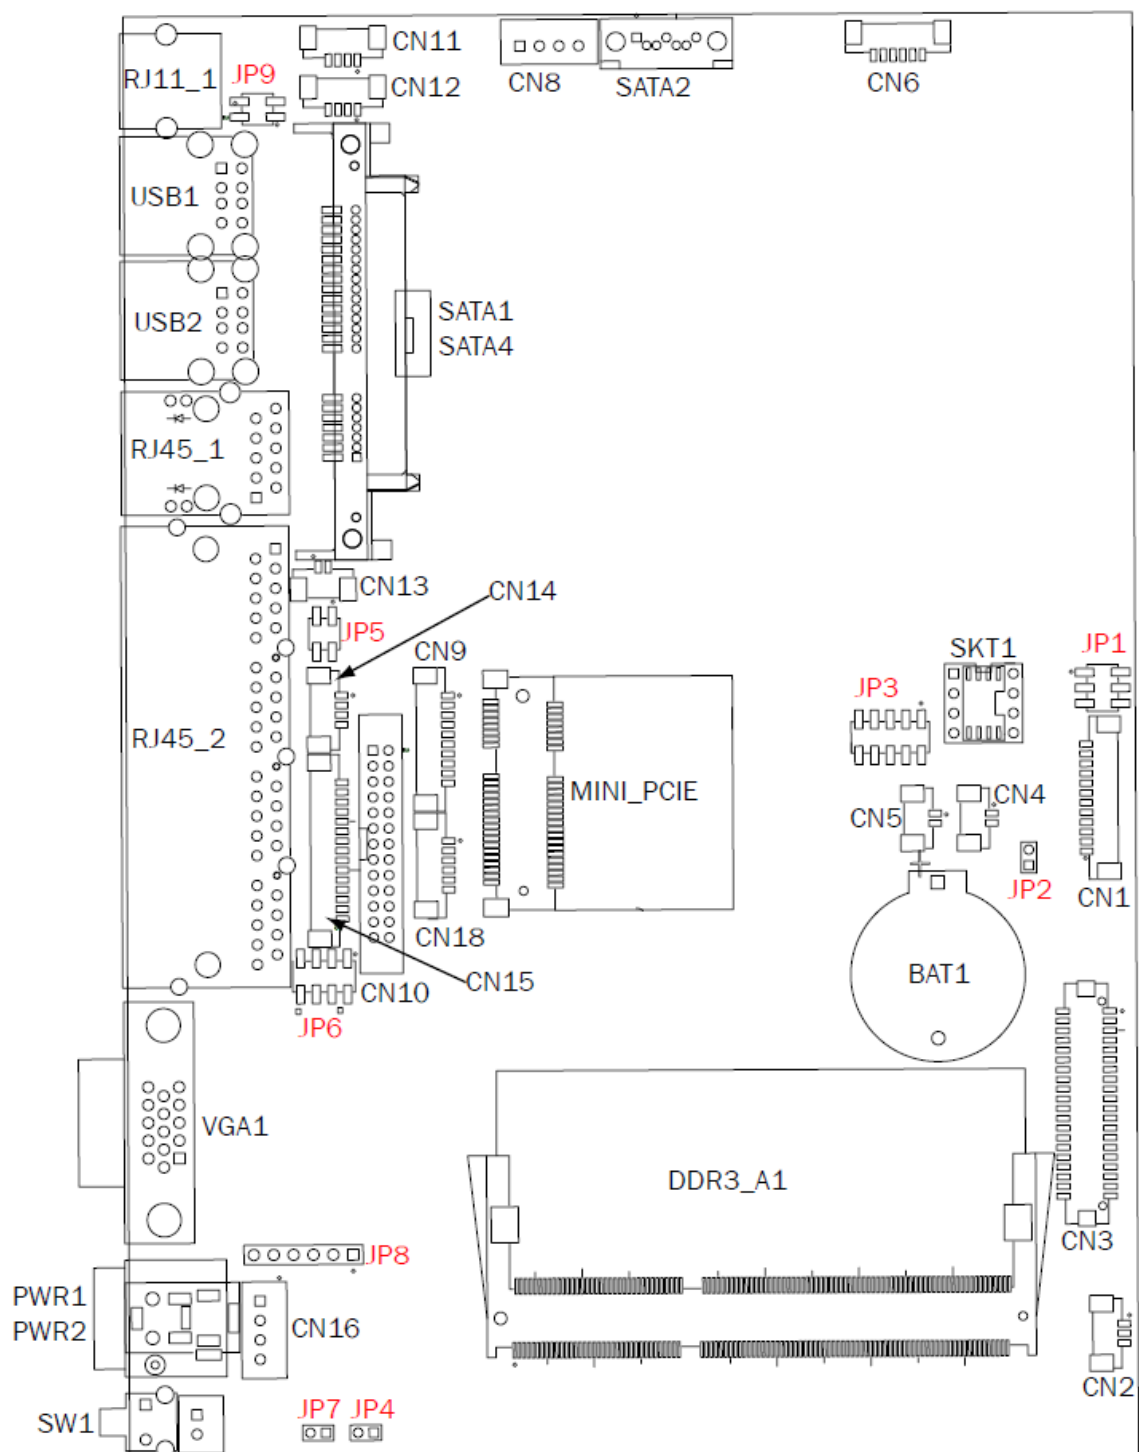 CN11
RJ11_1
JP9
CN12
CN8
SATA2
CN6
USB1
USB2
SATA1
SATA4
RJ45_1
CN13
CN14
JP5
CN9
SKT1
JP1
JP3
RJ45_2
MINI_PCIE
CN5
CN4
JP2
CN1
CN18
BAT1
CN10
CN15
JP6
VGA1
DDR3_A1
CN3
JP8
PWR1
PWR2
CN16
CN2
SW1
JP7
JP4